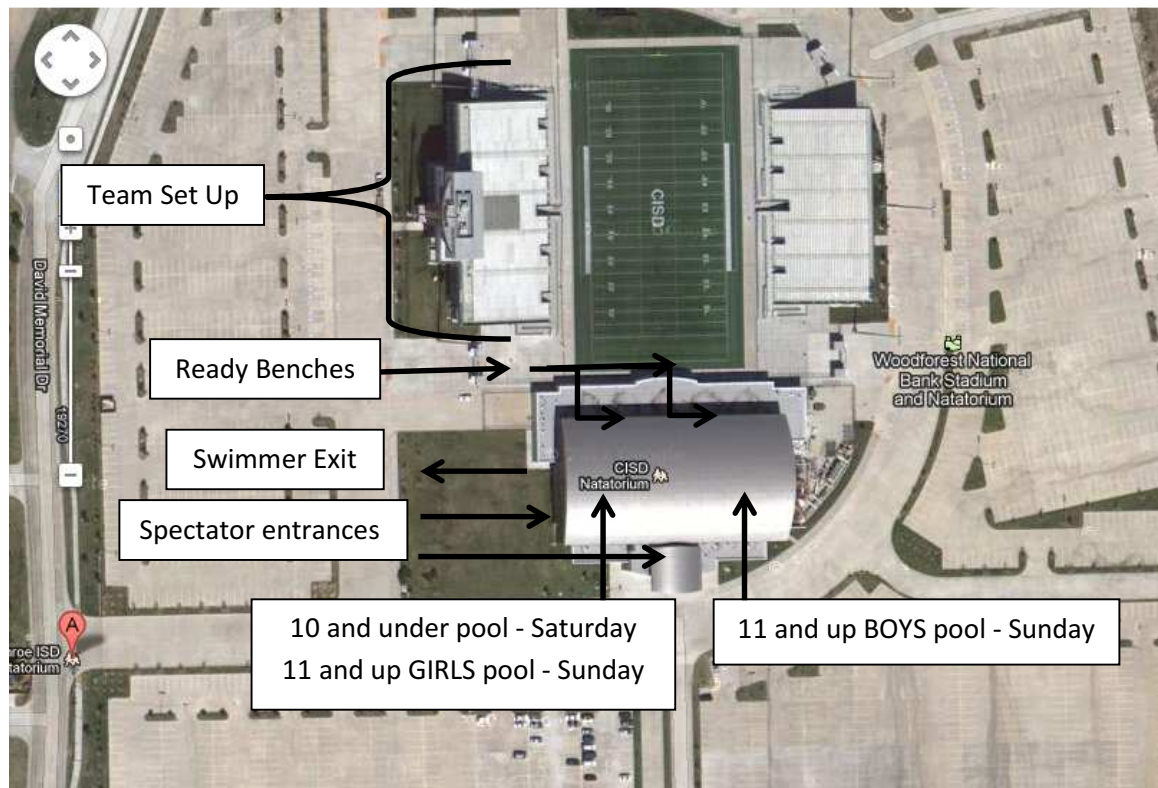 Team Set Up
CISD
David Memorial Dr
Ready Benches
Woodforest National
Bank Stadium
and Natatorium
19270
Swimmer Exit
CISD
Natatorium
Spectator entrances
A
roe ISD
tatorium
10 and under pool - Saturday
11 and up GIRLS pool - Sunday
11 and up BOYS pool - Sunday